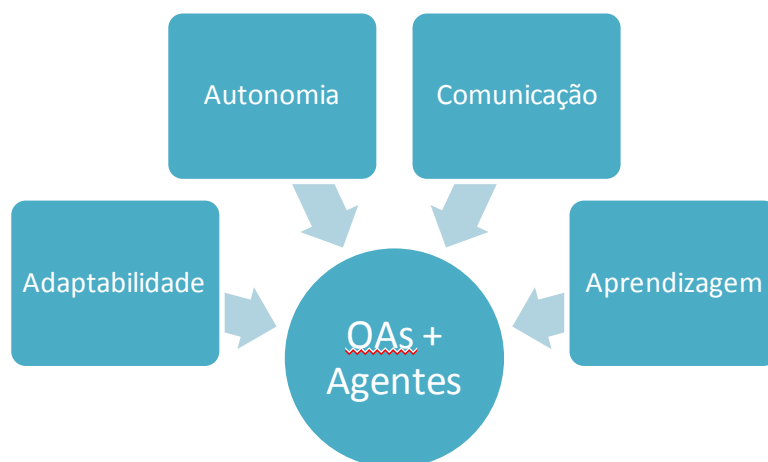 Autonomia
Comunicação
Adaptabilidade
Aprendizagem
OAs +
Agentes